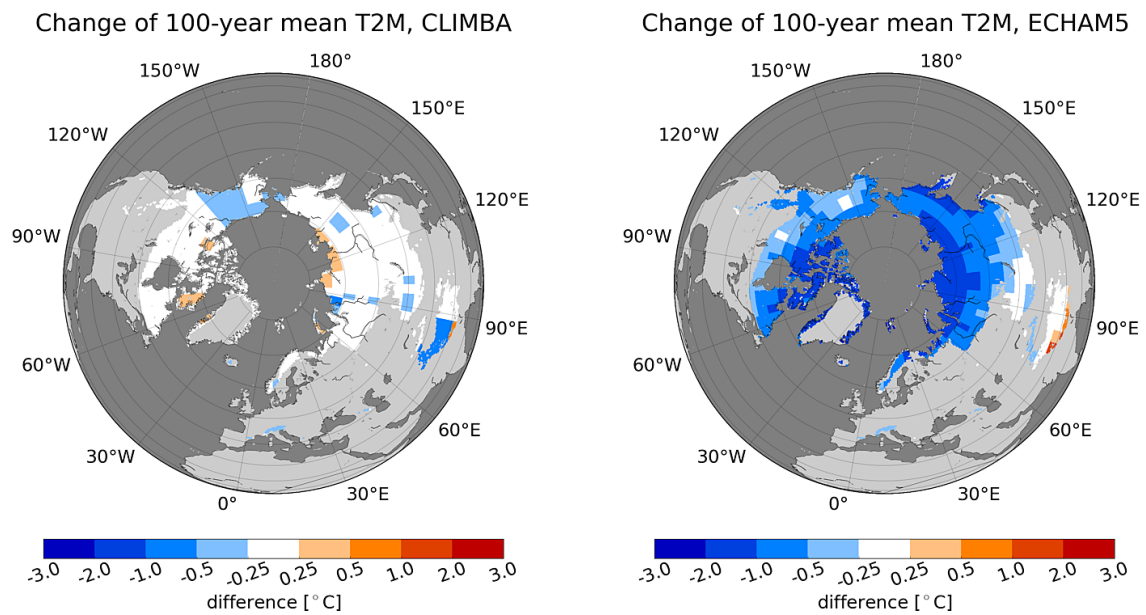 Change of 100-year mean T2M, CLIMBA
180°
150°W
150°E
120°W
120°E
90°W
90°E
60°W
60°E
30°W
30°E
0°
-3.0 -2.0 -1.0 -0.5 -0.25 0.25 0.5 1.0 2.0 3.0
difference [°C]
Change of 100-year mean T2M, ECHAM5
180°
150°W
150°E
120°W
120°E
90°W
90°E
60°W
60°E
30°W
30°E
0°
-3.0 -2.0 -1.0 -0.5 -0.25 0.25 0.5 1.0 2.0 3.0
difference [°C]